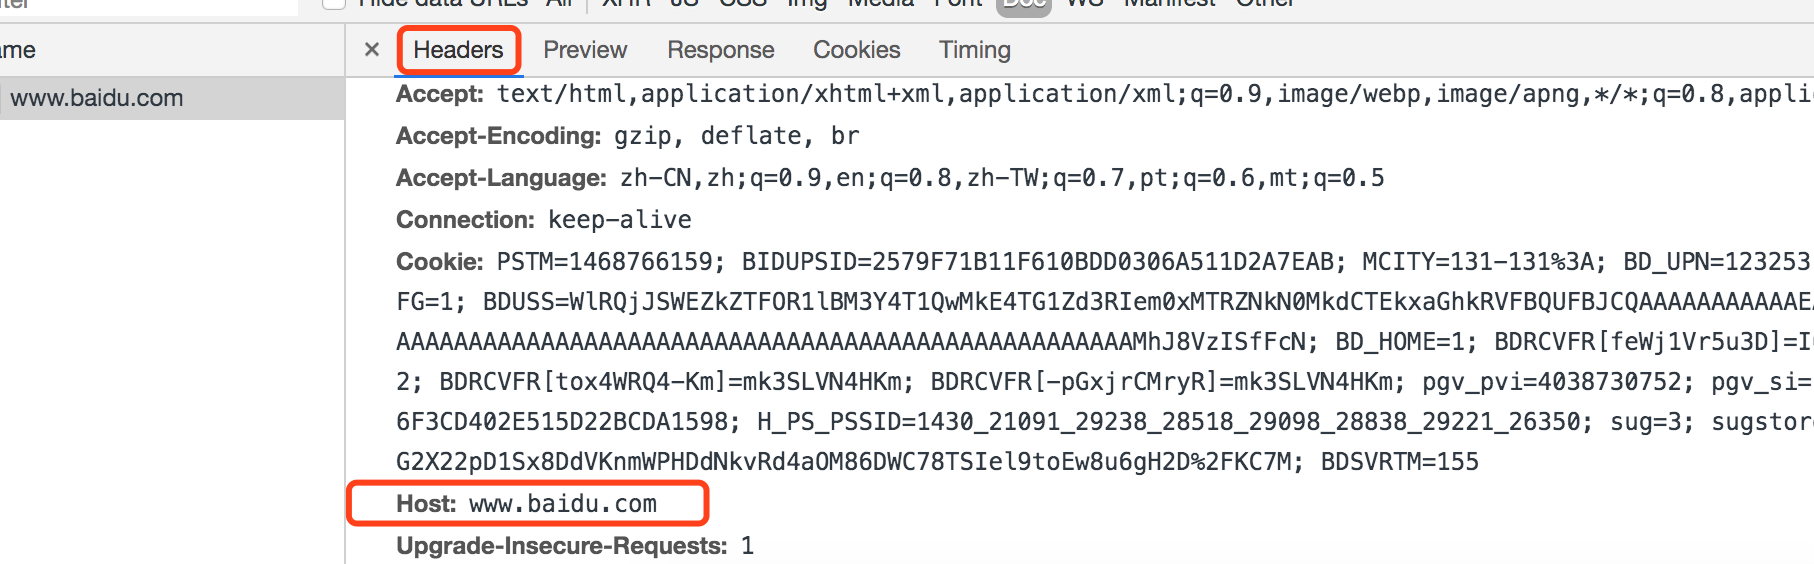 Hide data URLs All XHR JS CSS Img Media Font Doc WS Manifest Other
Headers Preview Response Cookies Timing
www.baidu.com
Accept: text/html,application/xhtml+xml,application/xml;q=0.9,image/webp,image/apng,*/*;q=0.8,appli
Accept-Encoding: gzip, deflate, br
Accept-Language: zh-CN,zh;q=0.9,en;q=0.8,zh-TW;q=0.7,pt;q=0.6,mt;q=0.5
Connection: keep-alive
Cookie: PSTM=1468766159; BIDUPSID=2579F71B11F610BDD0306A511D2A7EAB; MCITY=131-131%3A; BD_UPN=123253
FG=1; BDUSS=WlRQjJSWEZkZTFOR1lBM3Y4T1QwMkE4TG1Zd3RIem0xMTRZNkN0MkdCTEkxaGhkRVFBQUFBJCQAAAAAAAAAAAEA
AAAAAAAAAAAAAAAAAAAAAAAAAAAAAAAAAAAAAAAAAAAAAAAAAAAMhJ8VzISfFcN; BD_HOME=1; BDRCVFR[feWj1Vr5u3D]=I
2; BDRCVFR[tox4WRQ4-Km]=mk3SLVN4HKm; BDRCVFR[-pGxjrCMryR]=mk3SLVN4HKm; pgv_pvi=4038730752; pgv_si=
6F3CD402E515D22BCDA1598; H_PS_PSSID=1430_21091_29238_28518_29098_28838_29221_26350; sug=3; sugstore
G2X22pD1Sx8DdVKnmWPHDdNkvRd4aOM86DWC78TSIel9toEw8u6gH2D%2FKC7M; BDSVRTM=155
Host: www.baidu.com
Upgrade-Insecure-Requests: 1